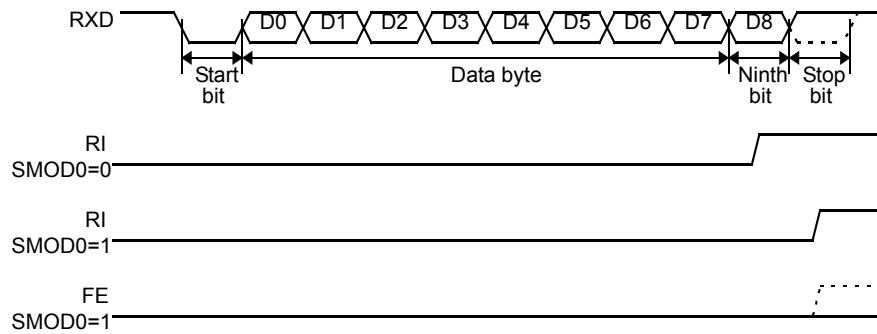 RXD D0 D1 D2 D3 D4 D5 D6 D7 D8
Start bit
Data byte
Ninth bit
Stop bit
RI
SMOD0=0
RI
SMOD0=1
FE
SMOD0=1